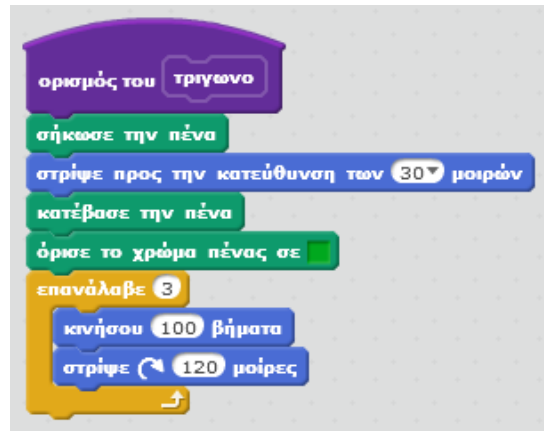 ορισμός του τριγωνο
σήκωσε την πένα
στρίψε προς την κατεύθυνση των 30 μοιρών
κατέβασε την πένα
όρισε το χρώμα πένας σε
επανάλαβε 3
κινήσου 100 βήματα
στρίψε 120 μοίρες